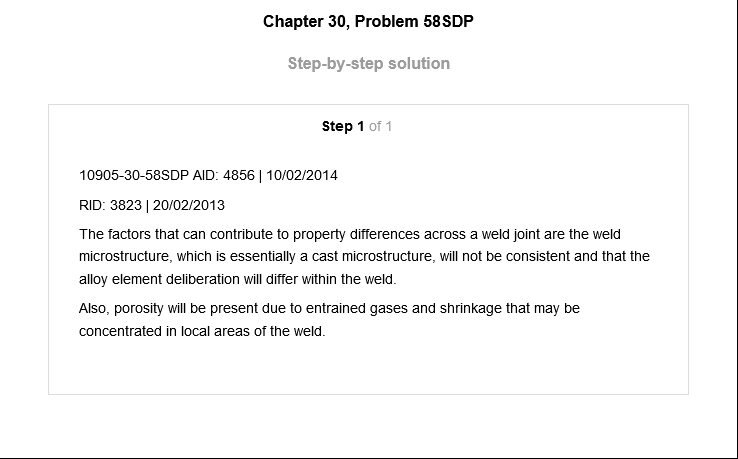 Chapter 30, Problem 58SDP
Step-by-step solution
Step 1 of 1
10905-30-58SDP AID: 4856 | 10/02/2014
RID: 3823 | 20/02/2013
The factors that can contribute to property differences across a weld joint are the weld
microstructure, which is essentially a cast microstructure, will not be consistent and that the
alloy element deliberation will differ within the weld.
Also, porosity will be present due to entrained gases and shrinkage that may be
concentrated in local areas of the weld.